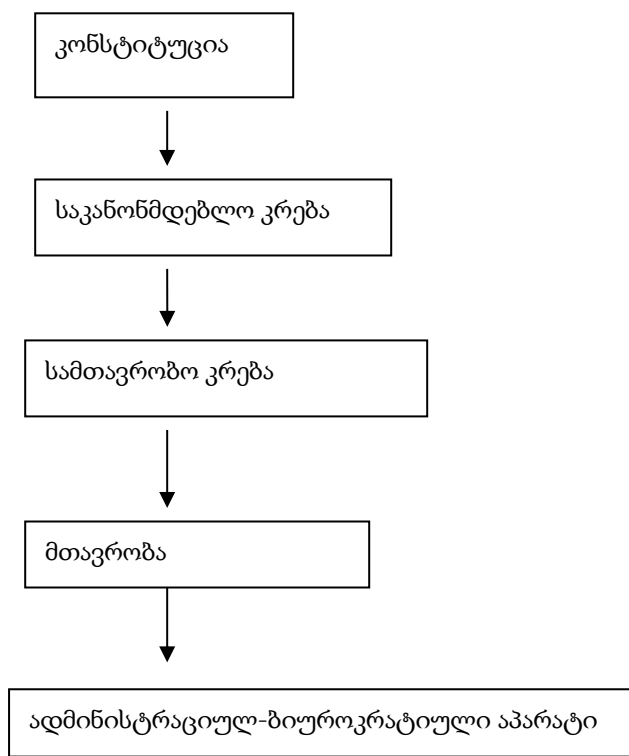 კონსტიტუცია
საკანონმდებლო კრება
სამთავრობო კრება
მთავრობა
ადმინისტრაციულ-ბიუროკრატიული აპარატი